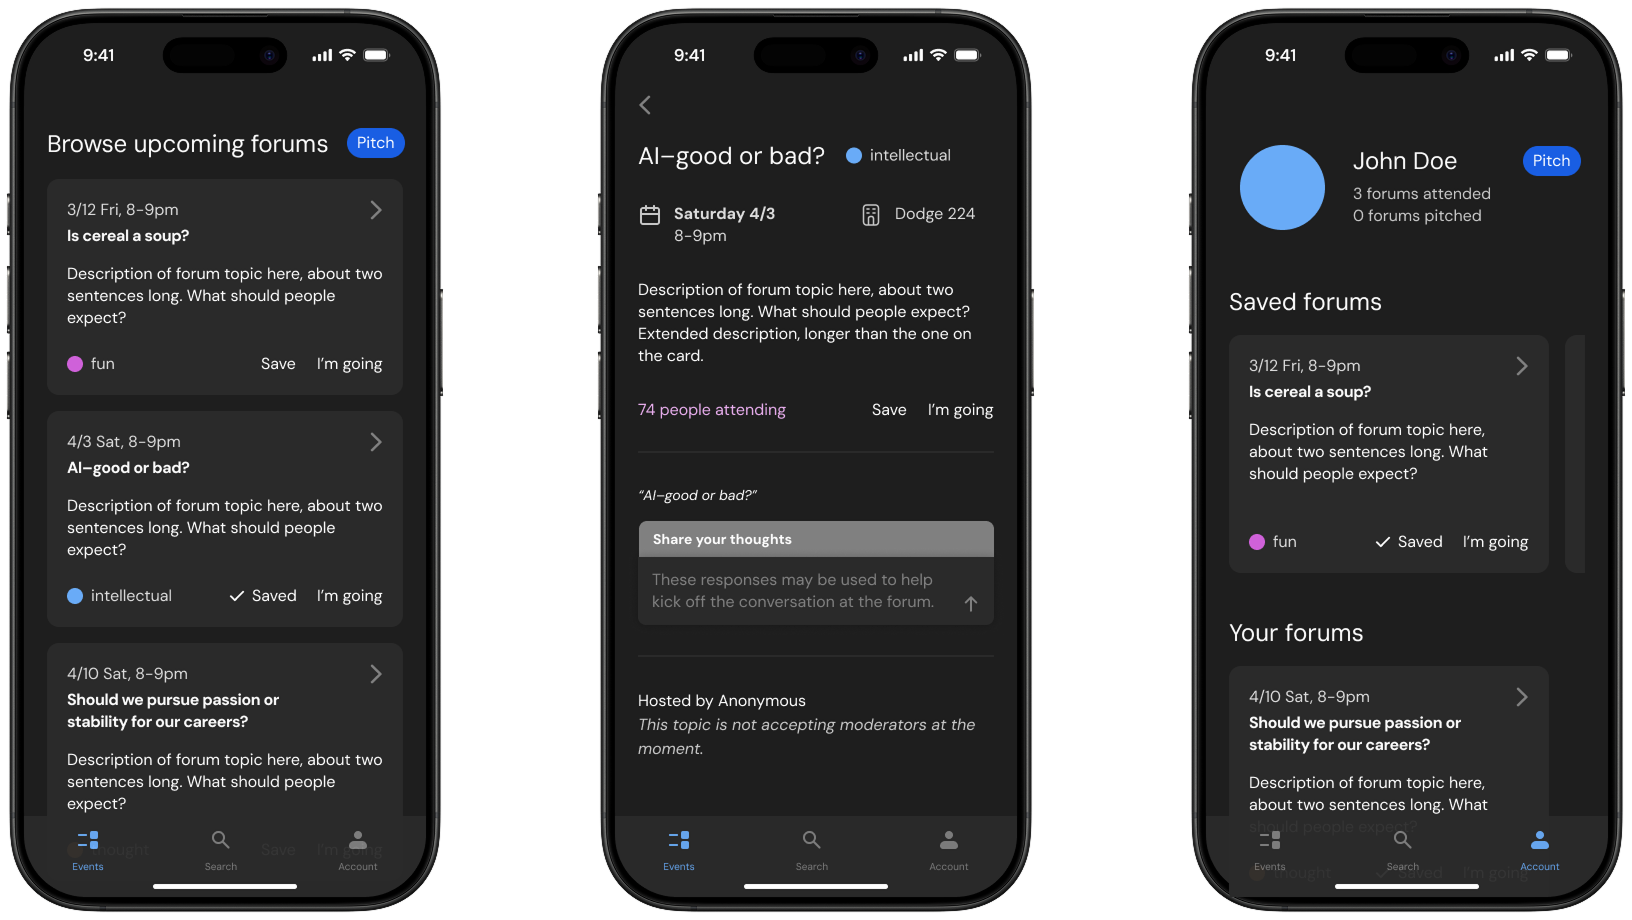 9:41
Browse upcoming forums
Pitch
3/12 Fri, 8-9pm
Is cereal a soup?
Description of forum topic here, about two
sentences long. What should people
expect?
fun
Save
I'm going
4/3 Sat, 8-9pm
AI–good or bad?
Description of forum topic here, about two
sentences long. What should people
expect?
intellectual
Saved
I'm going
4/10 Sat, 8-9pm
Should we pursue passion or
stability for our careers?
Description of forum topic here, about two
sentences long. What should people
expect?
thought
Save
I'm going
Events
Search
Account
9:41
AI–good or bad?
intellectual
Saturday 4/3
8-9pm
Dodge 224
Description of forum topic here, about two
sentences long. What should people expect?
Extended description, longer than the one on
the card.
74 people attending
Save
I'm going
“AI–good or bad?”
Share your thoughts
These responses may be used to help
kick off the conversation at the forum.
Hosted by Anonymous
This topic is not accepting moderators at the
moment.
Events
Search
Account
9:41
John Doe
Pitch
3 forums attended
0 forums pitched
Saved forums
3/12 Fri, 8-9pm
Is cereal a soup?
Description of forum topic here,
about two sentences long. What
should people expect?
fun
Saved
I'm going
Your forums
4/10 Sat, 8-9pm
Should we pursue passion or
stability for our careers?
Description of forum topic here,
about two sentences long. What
should people expect?
thought
Saved
I'm going
Events
Search
Account